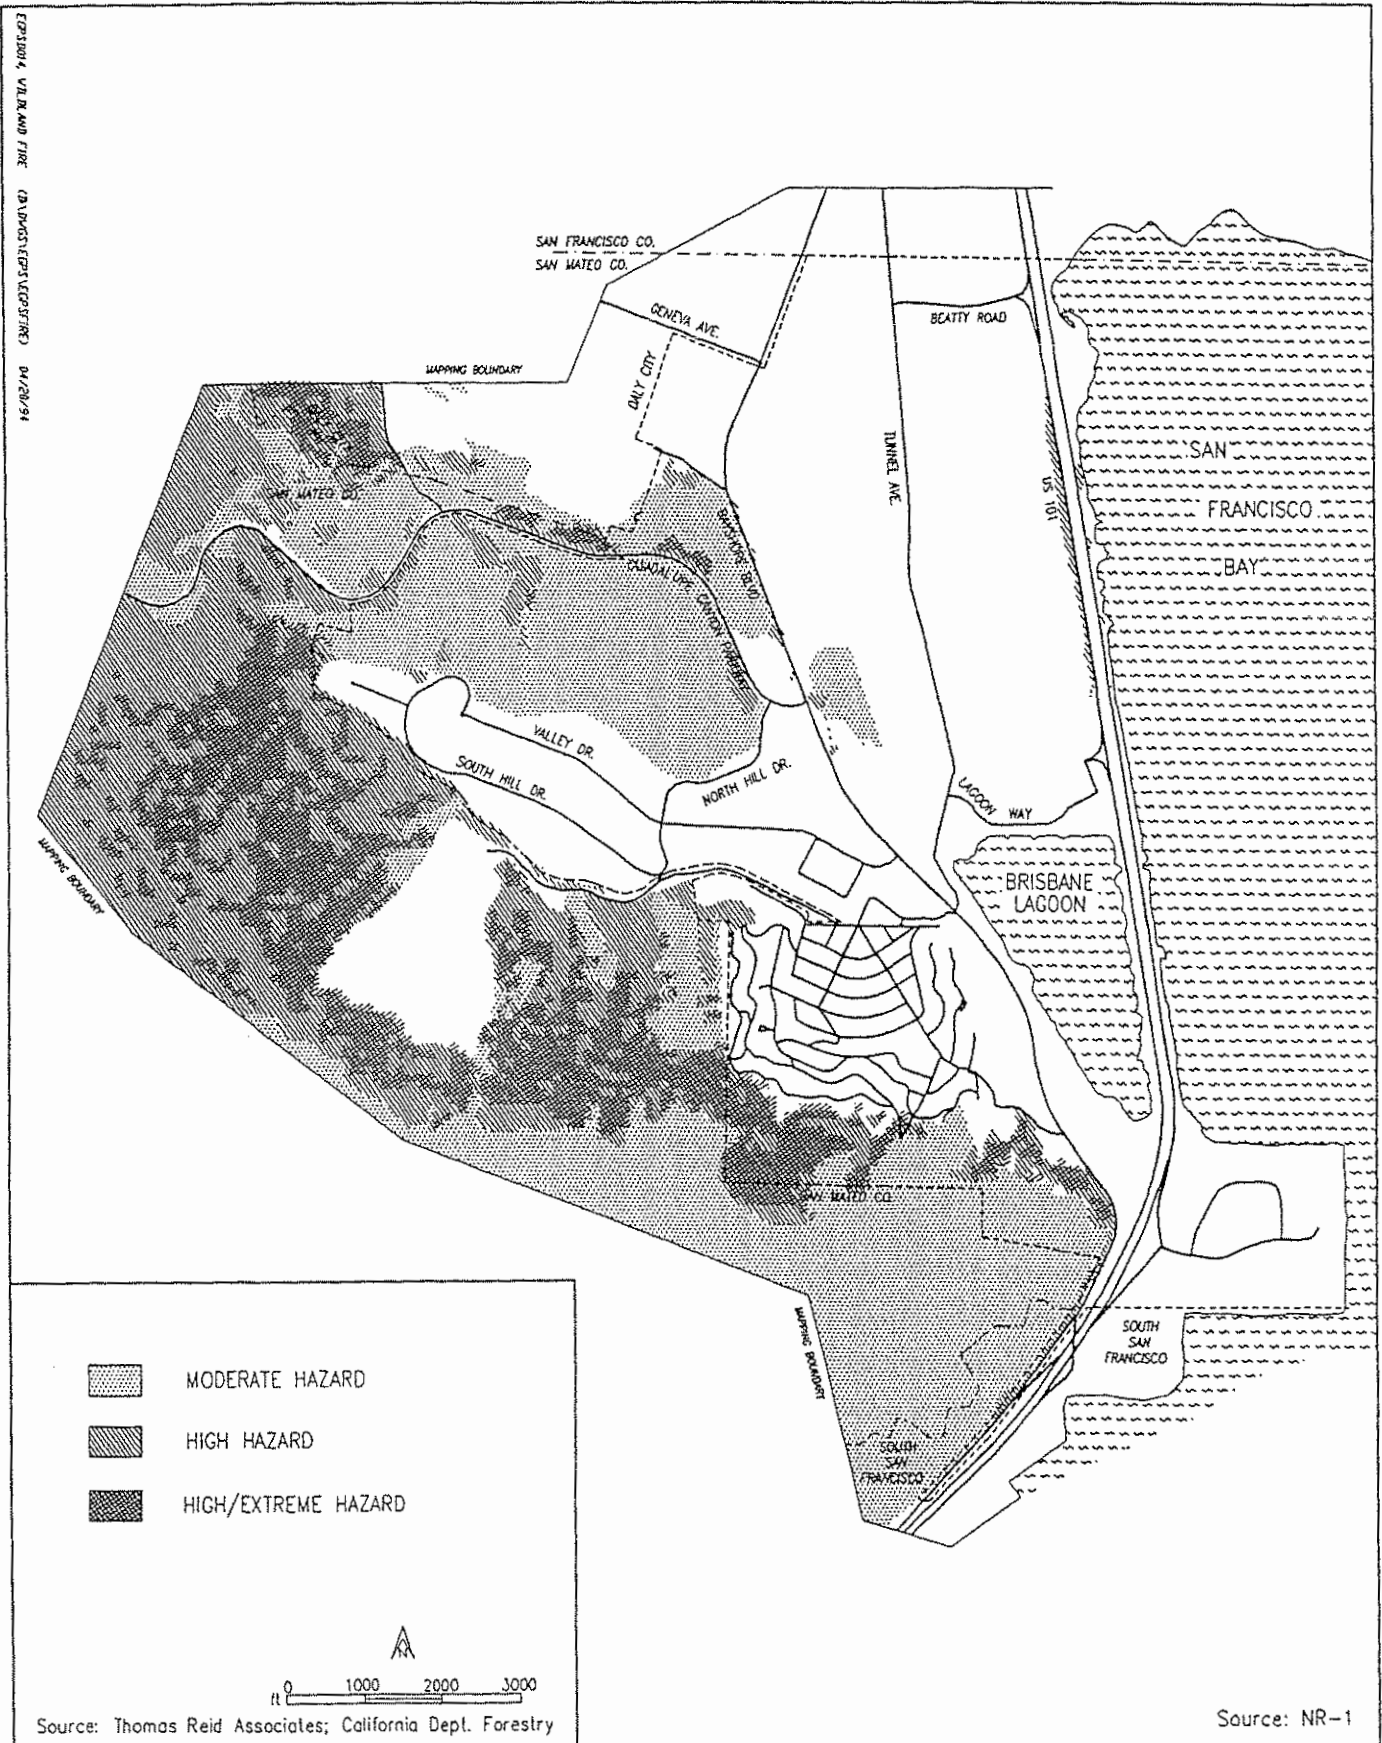 SAN FRANCISCO CO.
SAN MATEO CO.
GENEVA AVE.
BEATTY ROAD
MAPPING BOUNDARY
DALY CITY
TUNNEL AVE.
US 101
SAN
FRANCISCO
BAY
SAN MATEO CO.
BAYSHORE BLVD.
GUADALUPE CANYON PARKWAY
VALLEY DR.
SOUTH HILL DR.
NORTH HILL DR.
LAGOON WAY
MAPPING BOUNDARY
BRISBANE
LAGOON
SAN MATEO CO.
MAPPING BOUNDARY
SOUTH
SAN
FRANCISCO
SOUTH
SAN
FRANCISCO
MODERATE HAZARD
HIGH HAZARD
HIGH/EXTREME HAZARD
N
0 1000 2000 3000
ft
Source: Thomas Reid Associates; California Dept. Forestry
Source: NR-1